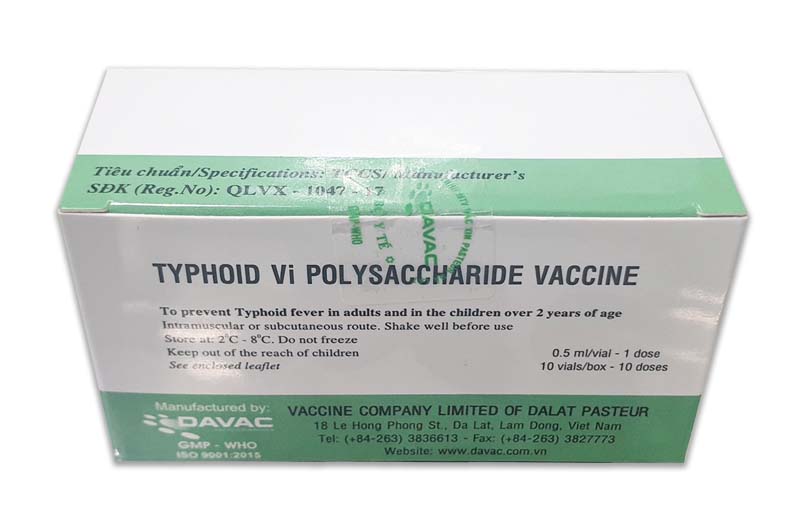 Tiêu chuẩn/Specifications: TCCS/Manufacturer's
SĐK (Reg.No): QLVX - 1047 - 17
DAVAC
TYPHOID Vi POLYSACCHARIDE VACCINE
To prevent Typhoid fever in adults and in the children over 2 years of age
Intramuscular or subcutaneous route. Shake well before use
Store at: 2°C - 8°C. Do not freeze
Keep out of the reach of children
See enclosed leaflet
0.5 ml/vial - 1 dose
10 vials/box - 10 doses
Manufactured by:
DAVAC
GMP - WHO
ISO 9001:2015
VACCINE COMPANY LIMITED OF DALAT PASTEUR
18 Le Hong Phong St., Da Lat, Lam Dong, Viet Nam
Tel: (+84-263) 3836613 - Fax: (+84-263) 3827773
Website: www.davac.com.vn